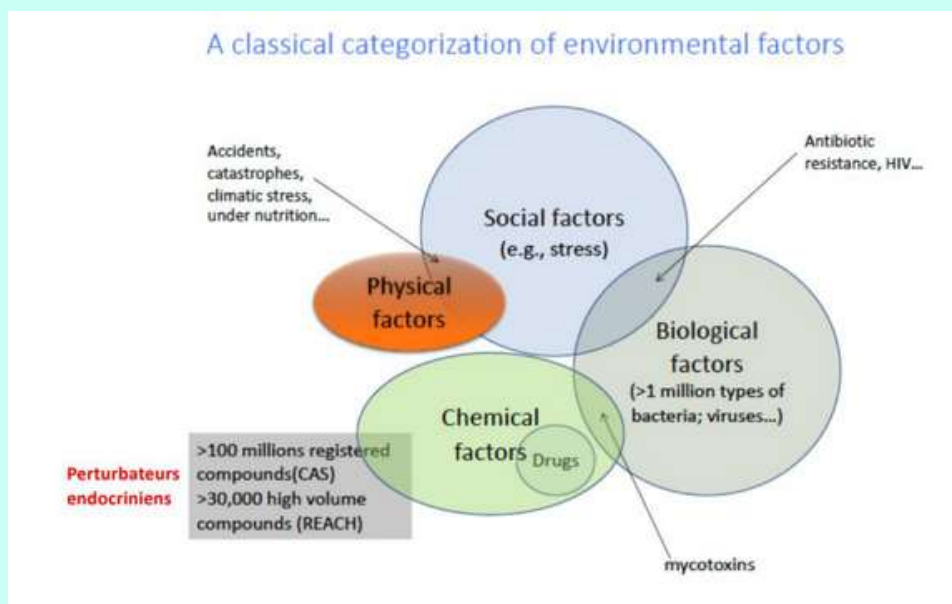 A classical categorization of environmental factors
Accidents,
catastrophes,
climatic stress,
under nutrition...
Antibiotic
resistance, HIV...
Social factors
(e.g., stress)
Physical
factors
Biological
factors
(>1 million types of
bacteria; viruses...)
Chemical
factors
Drugs
Perturbateurs
endocriniens
>100 millions registered
compounds(CAS)
>30,000 high volume
compounds (REACH)
mycotoxins